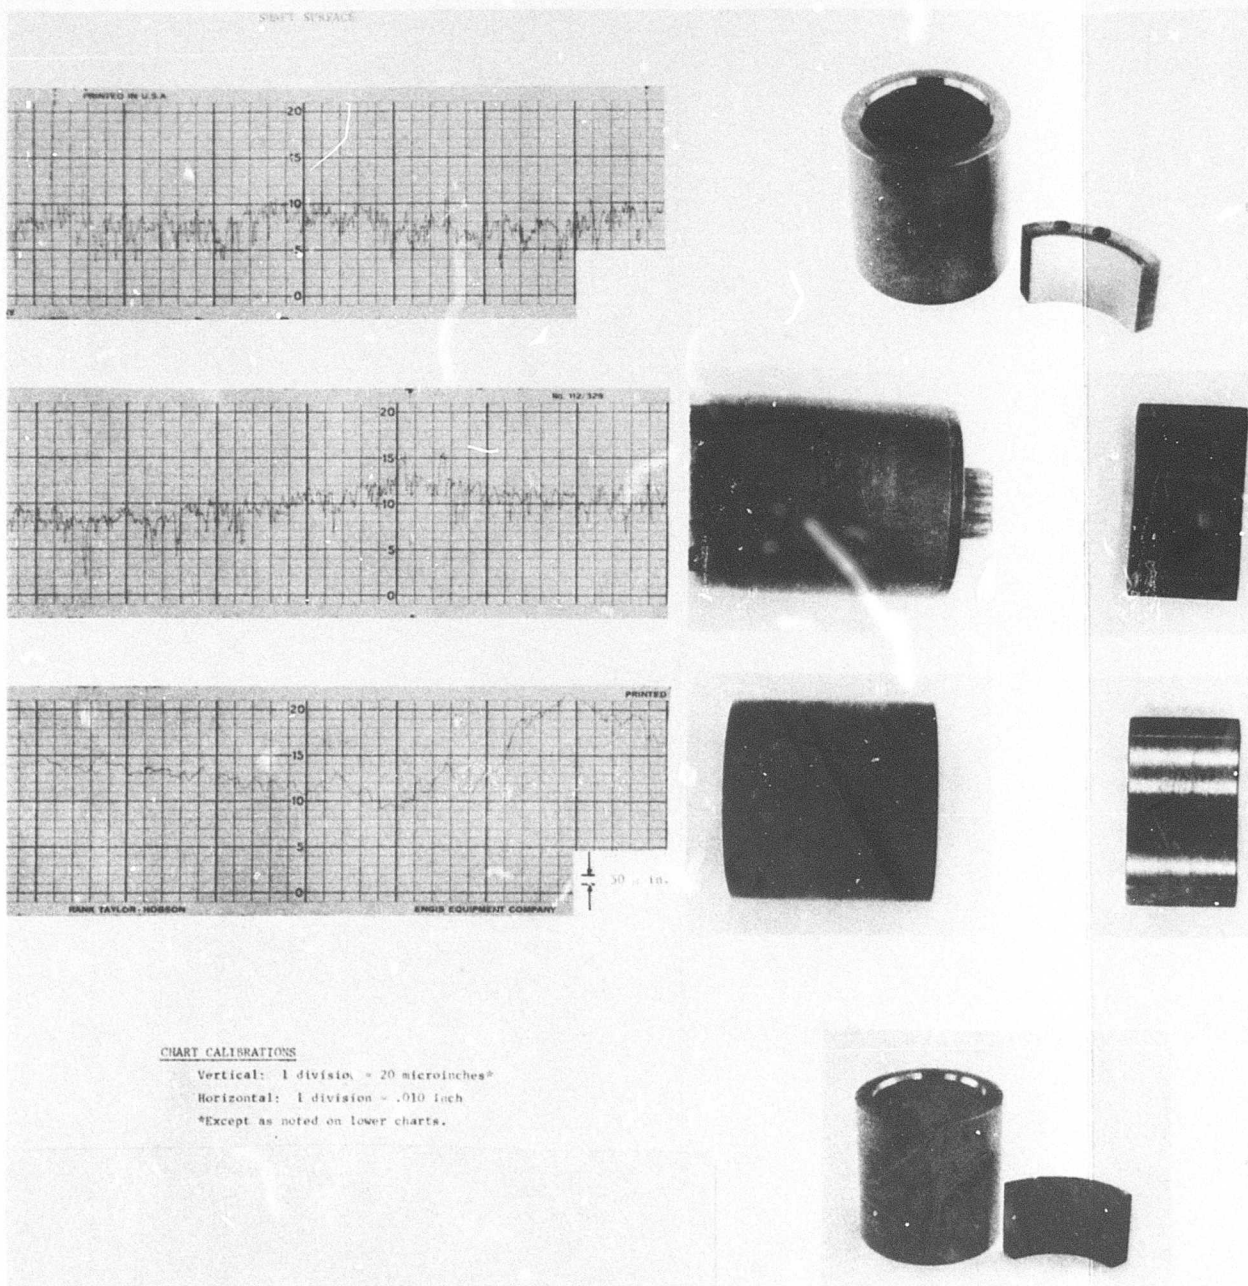 SHAFT SURFACE
PRINTED IN U.S.A
20
15
10
5
0
No. 112/329
20
15
10
5
0
PRINTED
20
15
10
5
0
50 μ in.
RANK TAYLOR-HOBSON ENGIS EQUIPMENT COMPANY
CHART CALIBRATIONS
Vertical: 1 division = 20 microinches*
Horizontal: 1 division = .010 inch
*Except as noted on lower charts.